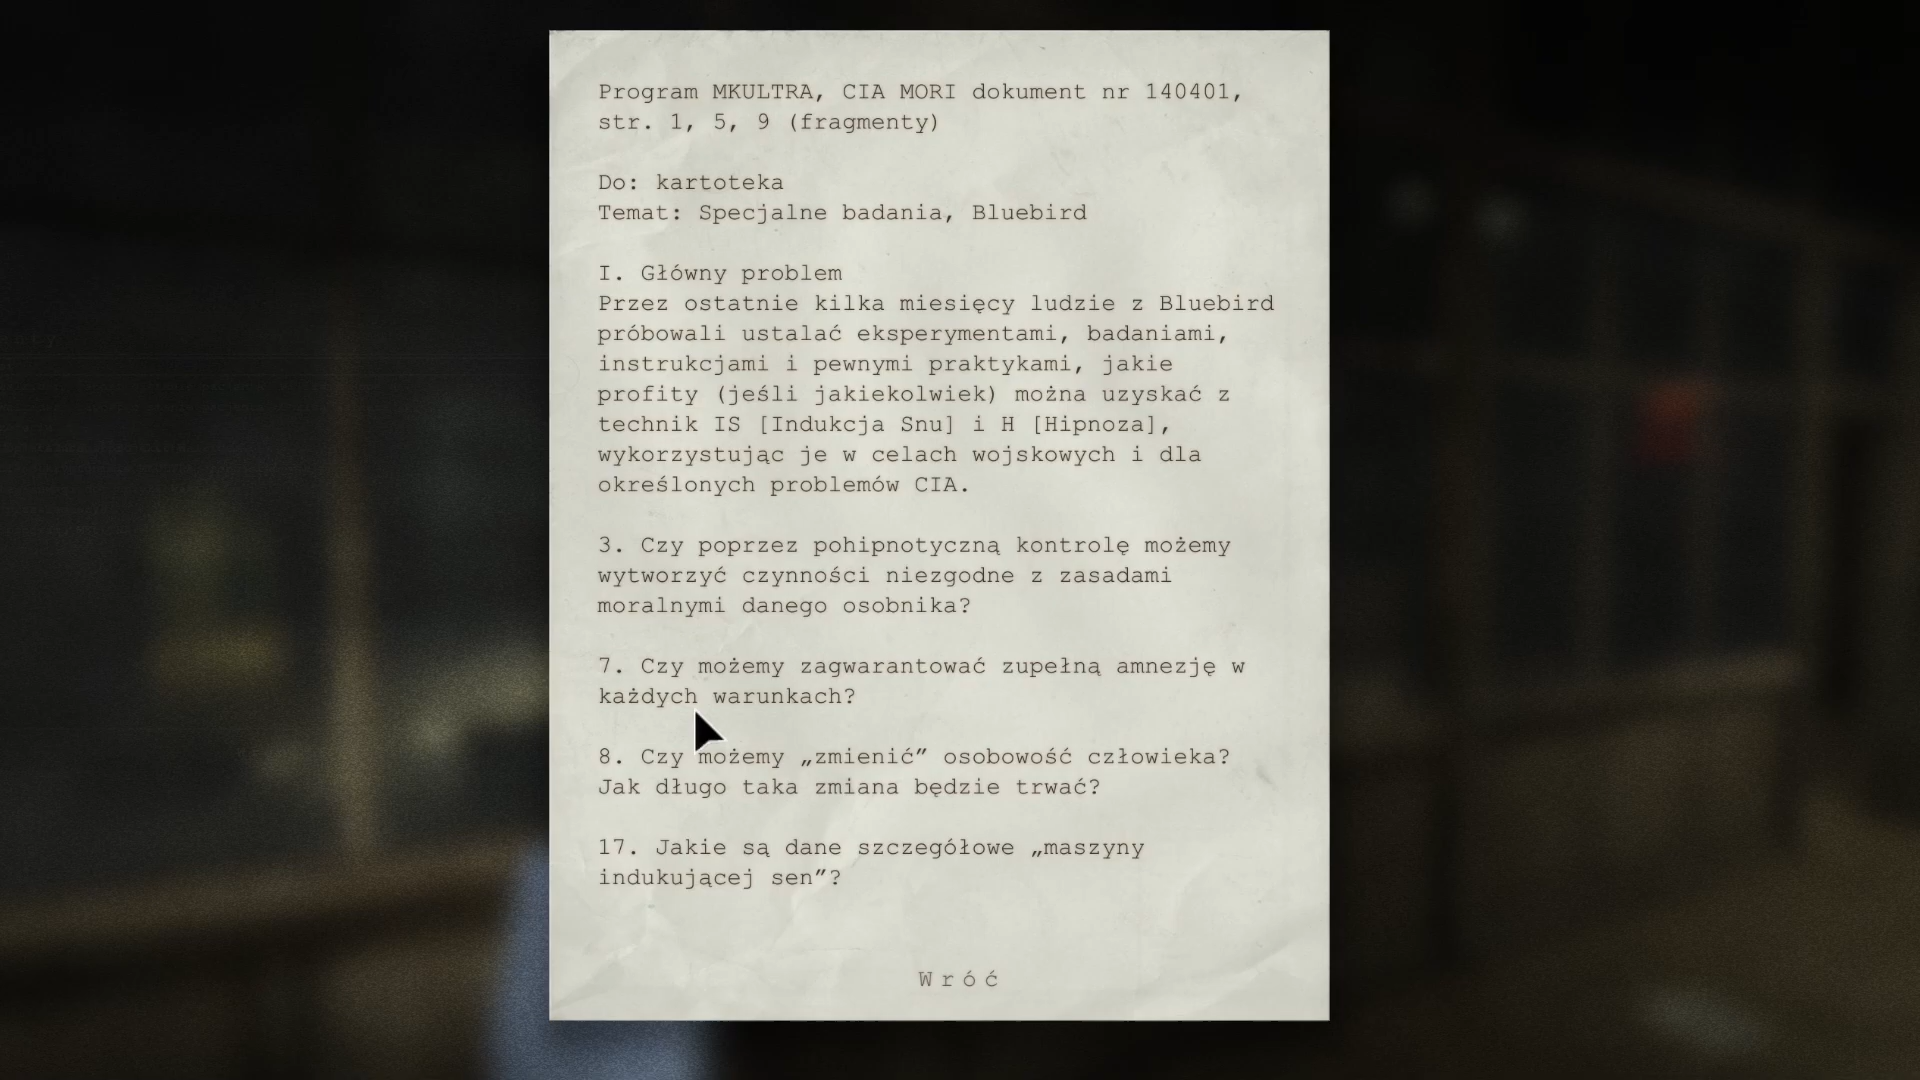 Program MKULTRA, CIA MORI dokument nr 140401,
str. 1, 5, 9 (fragmenty)
Do: kartoteka
Temat: Specjalne badania, Bluebird
I. Główny problem
Przez ostatnie kilka miesięcy ludzie z Bluebird
próbowali ustalać eksperymentami, badaniami,
instrukcjami i pewnymi praktykami, jakie
profity (jeśli jakiekolwiek) można uzyskać z
technik IS [Indukcja Snu] i H [Hipnoza],
wykorzystując je w celach wojskowych i dla
określonych problemów CIA.
3. Czy poprzez pohipnotyczną kontrolę możemy
wytworzyć czynności niezgodne z zasadami
moralnymi danego osobnika?
7. Czy możemy zagwarantować zupełną amnezję w
każdych warunkach?
8. Czy możemy „zmienić” osobowość człowieka?
Jak długo taka zmiana będzie trwać?
17. Jakie są dane szczegółowe „maszyny
indukującej sen”?
Wróć